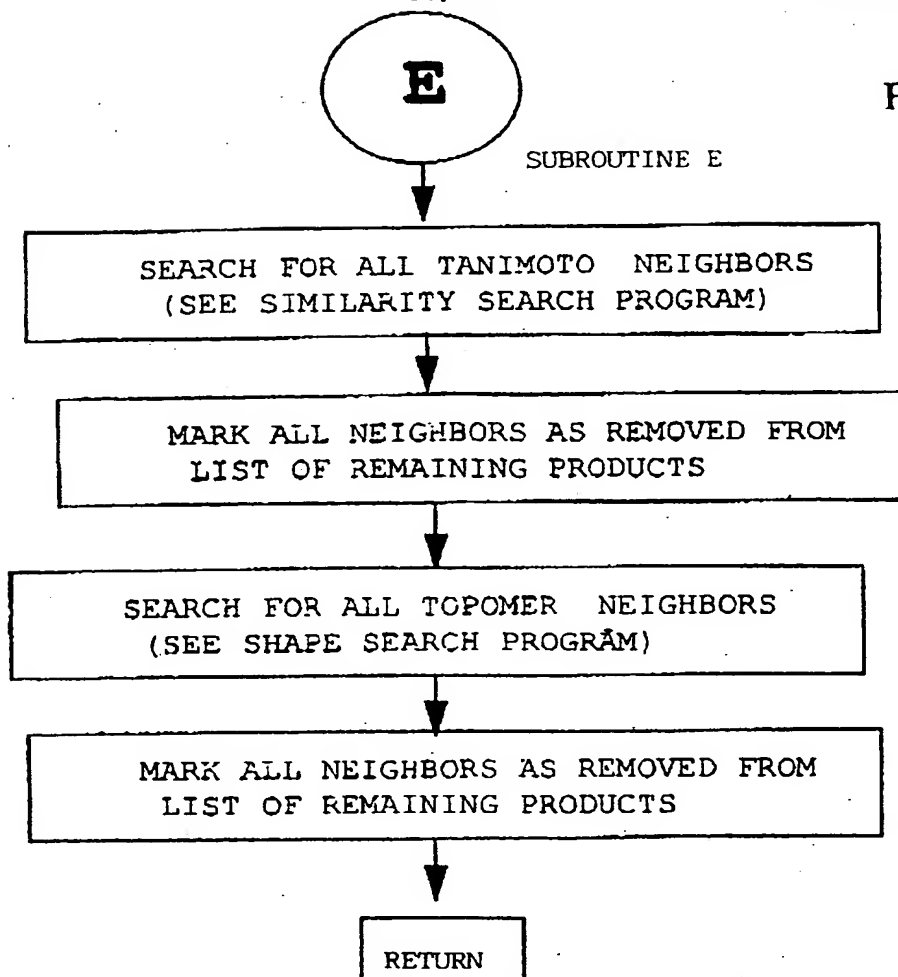 E
F
SUBROUTINE E
SEARCH FOR ALL TANIMOTO NEIGHBORS
(SEE SIMILARITY SEARCH PROGRAM)
MARK ALL NEIGHBORS AS REMOVED FROM
LIST OF REMAINING PRODUCTS
SEARCH FOR ALL TOPOMER NEIGHBORS
(SEE SHAPE SEARCH PROGRAM)
MARK ALL NEIGHBORS AS REMOVED FROM
LIST OF REMAINING PRODUCTS
RETURN